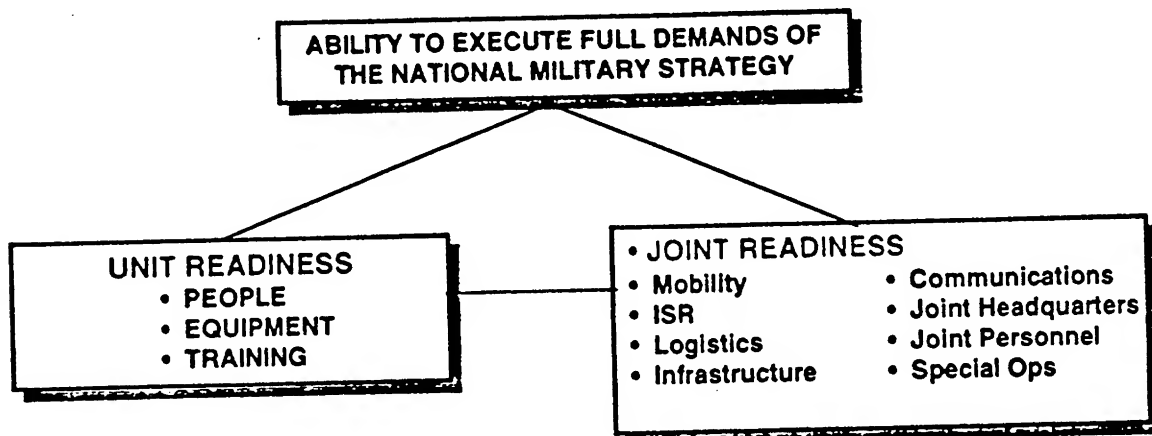 ABILITY TO EXECUTE FULL DEMANDS OF
THE NATIONAL MILITARY STRATEGY
UNIT READINESS
• PEOPLE
• EQUIPMENT
• TRAINING
• JOINT READINESS
• Mobility
• ISR
• Logistics
• Infrastructure
• Communications
• Joint Headquarters
• Joint Personnel
• Special Ops